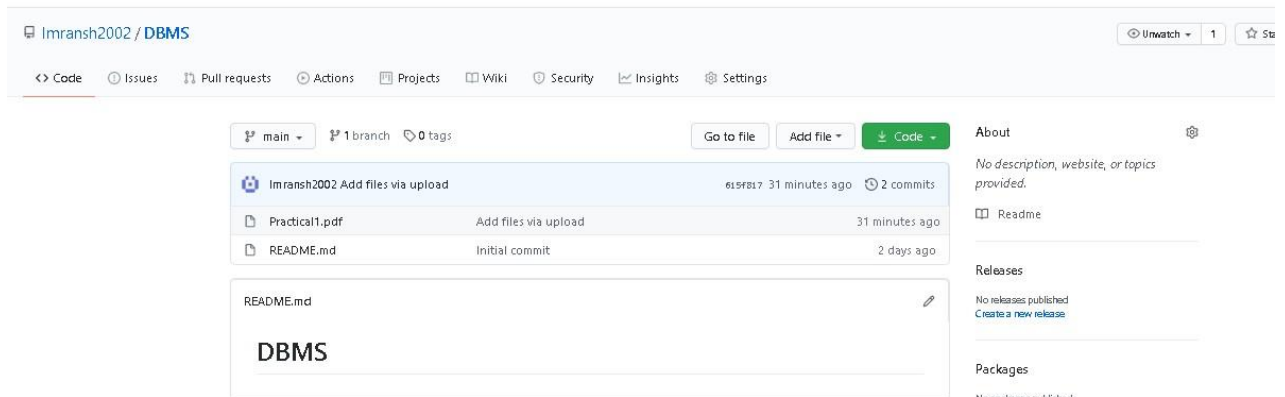 Imransh2002 / DBMS
Unwatch 1
Code Issues Pull requests Actions Projects Wiki Security Insights Settings
main 1 branch 0 tags Go to file Add file Code
Imransh2002 Add files via upload 615f817 31 minutes ago 2 commits
Practical1.pdf Add files via upload 31 minutes ago
README.md Initial commit 2 days ago
README.md
DBMS
About
No description, website, or topics
provided.
Readme
Releases
No releases published
Create a new release
Packages